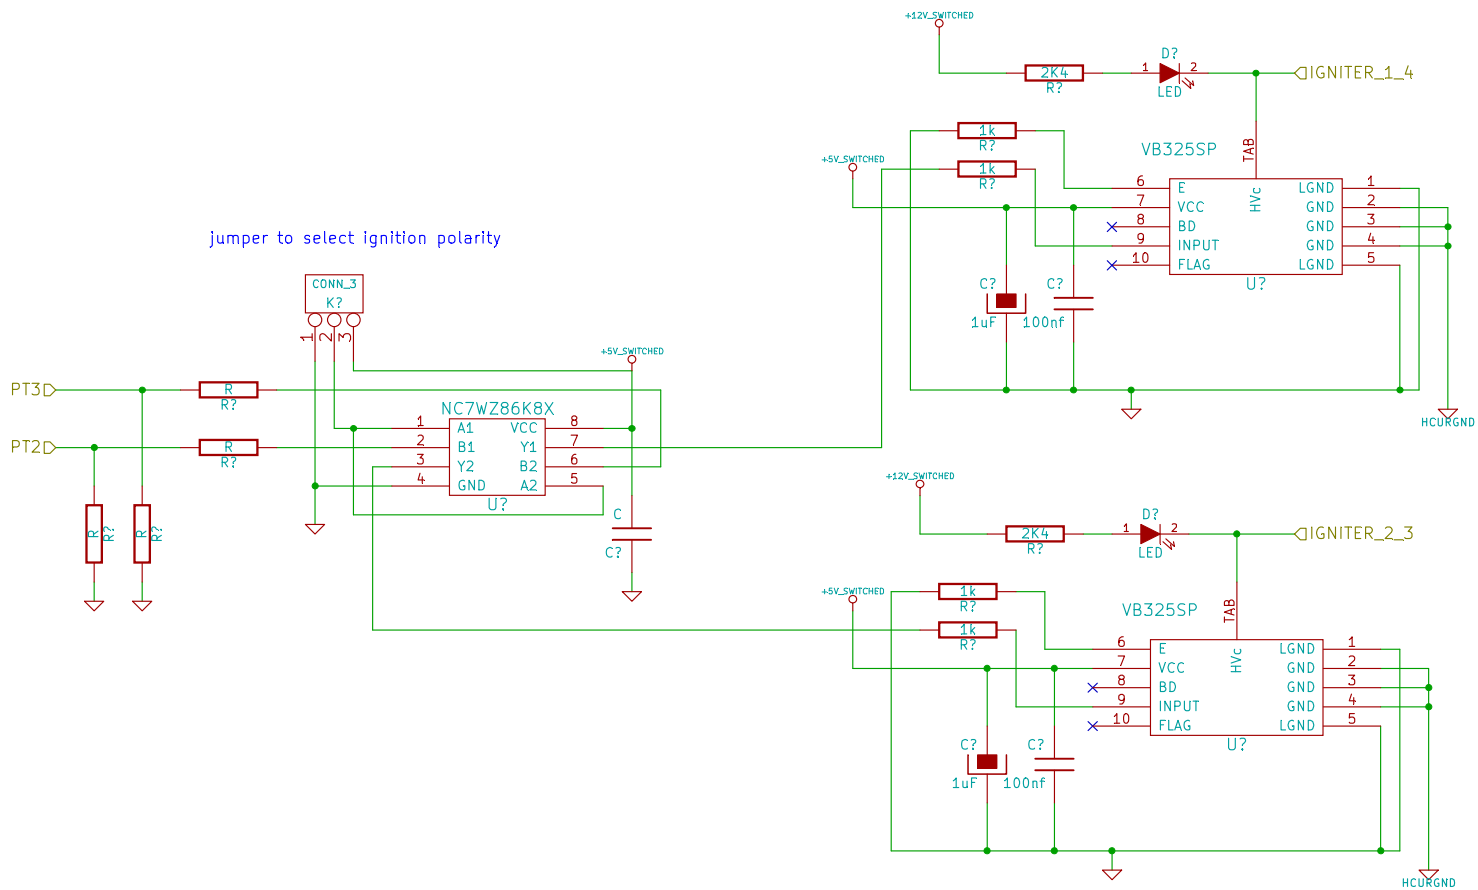 +12V_SWITCHED
2K4
R?
1
D?
2
LED
IGNITER_1_4
1k
R?
+5V_SWITCHED
1k
R?
VB325SP
TAB
HVc
6 E
7 VCC
8 BD
9 INPUT
10 FLAG
LGND 1
GND 2
GND 3
GND 4
LGND 5
U?
C?
1uF
C?
100nf
HCURGND
jumper to select ignition polarity
CONN_3
K?
1
2
3
+5V_SWITCHED
PT3
R
R?
PT2
R
R?
NC7WZ86K8X
1 A1
2 B1
3 Y2
4 GND
VCC 8
Y1 7
B2 6
A2 5
U?
R
R?
R
R?
C
C?
+12V_SWITCHED
2K4
R?
1
D?
2
LED
IGNITER_2_3
+5V_SWITCHED
1k
R?
1k
R?
VB325SP
TAB
HVc
6 E
7 VCC
8 BD
9 INPUT
10 FLAG
LGND 1
GND 2
GND 3
GND 4
LGND 5
U?
C?
1uF
C?
100nf
HCURGND